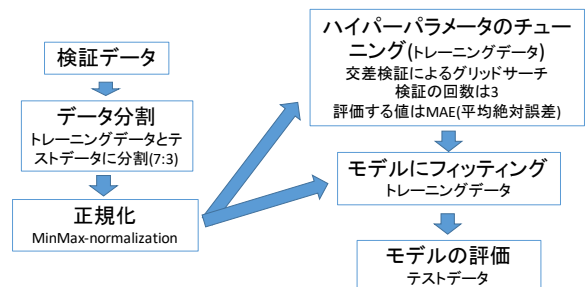 検証データ
データ分割
トレーニングデータとテ
ストデータに分割(7:3)
正規化
MinMax-normalization
ハイパーパラメータのチュー
ニング(トレーニングデータ)
交差検証によるグリッドサーチ
検証の回数は3
評価する値はMAE(平均絶対誤差)
モデルにフィッティング
トレーニングデータ
モデルの評価
テストデータ